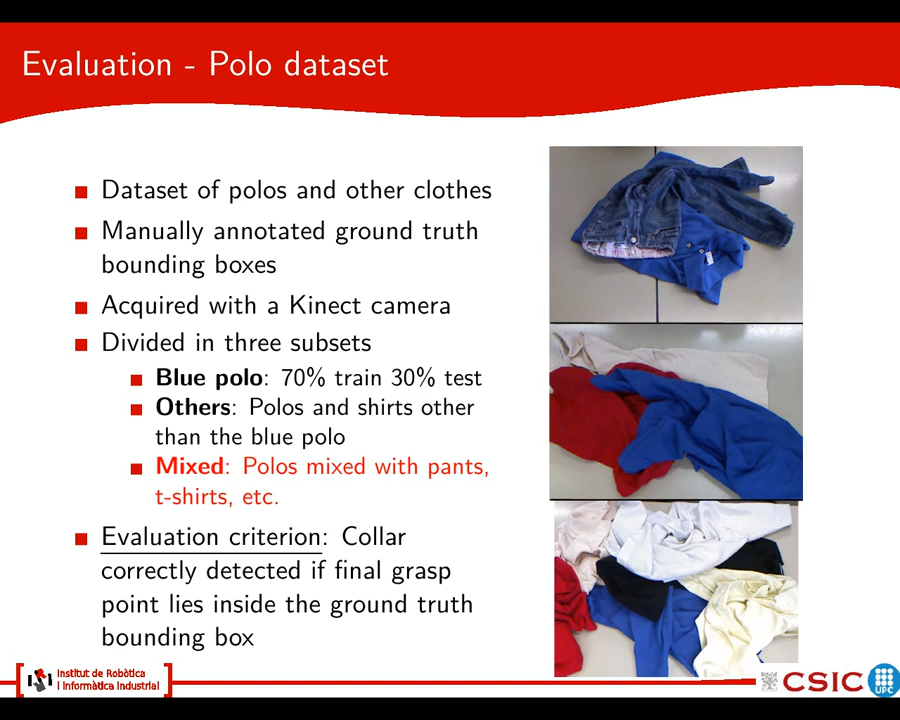 Evaluation - Polo dataset
Dataset of polos and other clothes
Manually annotated ground truth
bounding boxes
Acquired with a Kinect camera
Divided in three subsets
Blue polo: 70% train 30% test
Others: Polos and shirts other
than the blue polo
Mixed: Polos mixed with pants,
t-shirts, etc.
Evaluation criterion: Collar
correctly detected if final grasp
point lies inside the ground truth
bounding box
Institut de Robòtica
i Informàtica Industrial
CSIC
UPC